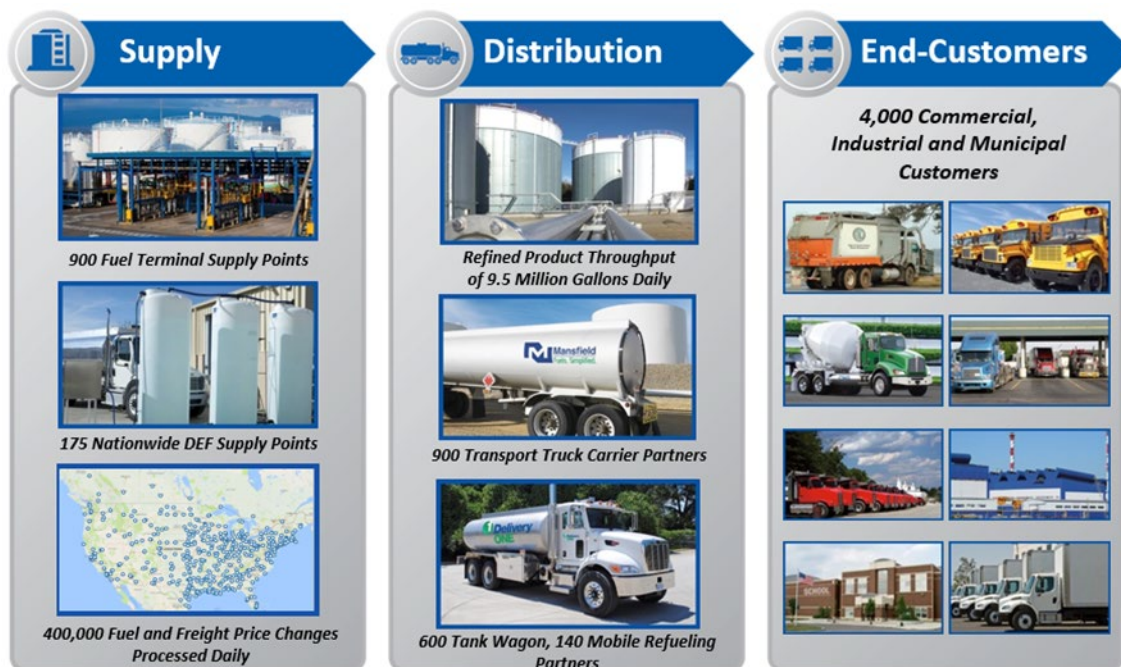 Supply
900 Fuel Terminal Supply Points
175 Nationwide DEF Supply Points
400,000 Fuel and Freight Price Changes
Processed Daily
Distribution
Refined Product Throughput
of 9.5 Million Gallons Daily
Mansfield
Fuels. Simplified.
900 Transport Truck Carrier Partners
Delivery
ONE
600 Tank Wagon, 140 Mobile Refueling
Partners
End-Customers
4,000 Commercial,
Industrial and Municipal
Customers
SCHOOL